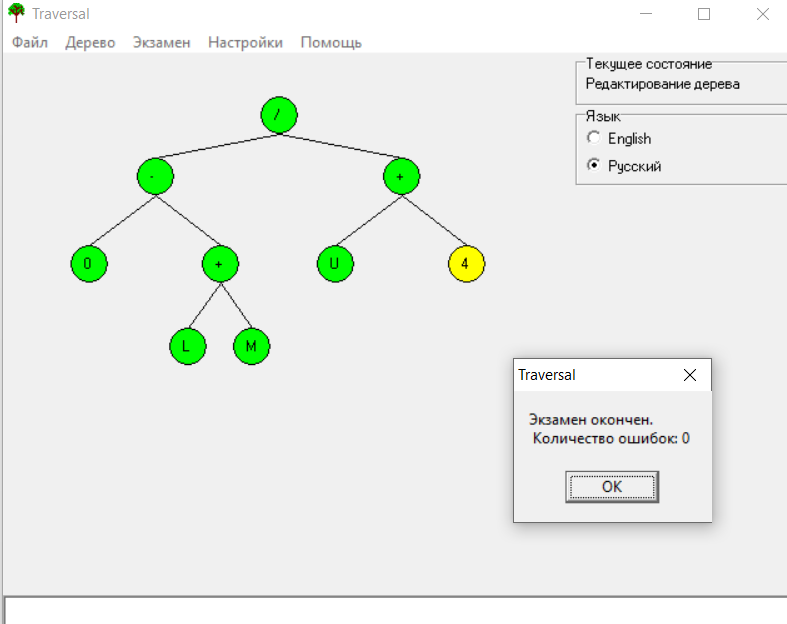 Traversal
Файл Дерево Экзамен Настройки Помощь
Текущее состояние
Редактирование дерева
Язык
English
Русский
/
- +
0 + U 4
L M
Traversal
Экзамен окончен.
Количество ошибок: 0
OK